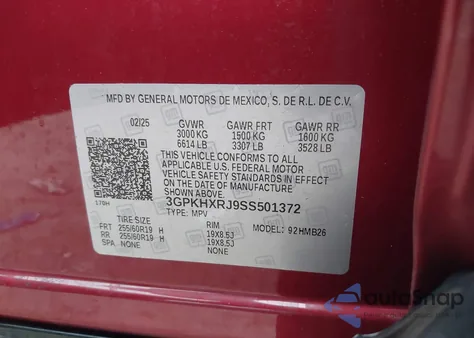 MFD BY GENERAL MOTORS DE MEXICO, S. DE R.L. DE C.V.
02/25 GVWR GAWR FRT GAWR RR
3000 KG 1500 KG 1600 KG
6614 LB 3307 LB 3528 LB
THIS VEHICLE CONFORMS TO ALL
APPLICABLE U.S. FEDERAL MOTOR
VEHICLE SAFETY STANDARDS IN EFFECT
ON THE DATE OF MANUFACTURE
SHOWN ABOVE.
170H
3GPKHXRJ9SS501372
TYPE: MPV
TIRE SIZE RIM MODEL: 92HMB26
FRT 255/60R19 H 19X8.5J
RR 255/60R19 H 19X8.5J
SPA: NONE NONE
AutoSnap